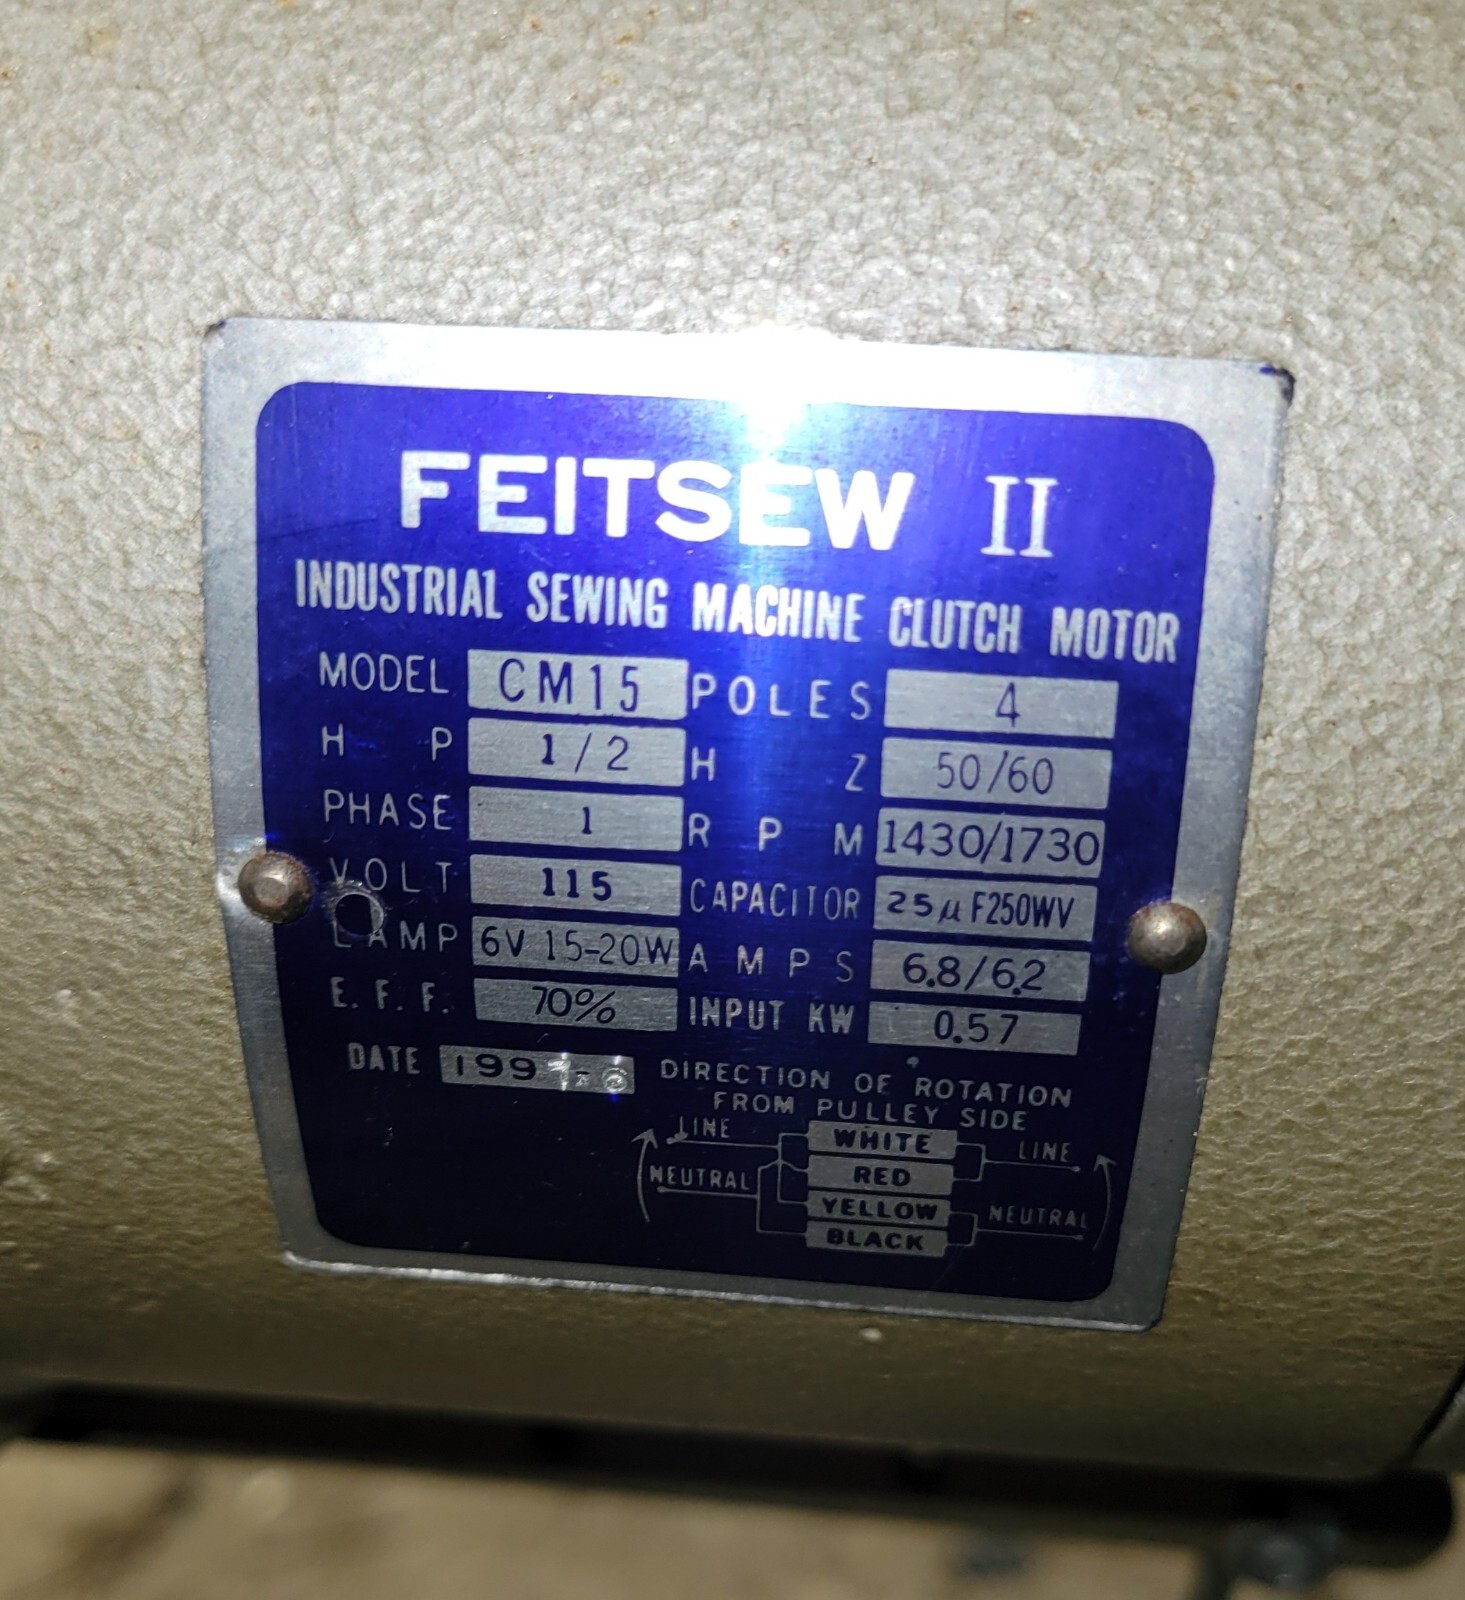 FEITSEW II
INDUSTRIAL SEWING MACHINE CLUTCH MOTOR
MODEL CM15 POLES 4
H P 1/2 H Z 50/60
PHASE 1 R P M 1430/1730
VOLT 115 CAPACITOR 25µF250WV
LAMP 6V 15-20W AMPS 6.8/6.2
E.F.F. 70% INPUT KW 0.57
DATE 1997-6 DIRECTION OF ROTATION
FROM PULLEY SIDE
LINE WHITE LINE
NEUTRAL RED
YELLOW NEUTRAL
BLACK